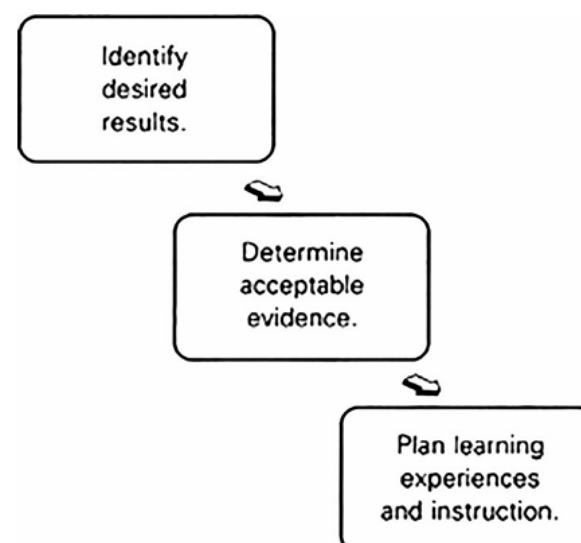 Identify
desired
results.
Determine
acceptable
evidence.
Plan learning
experiences
and instruction.